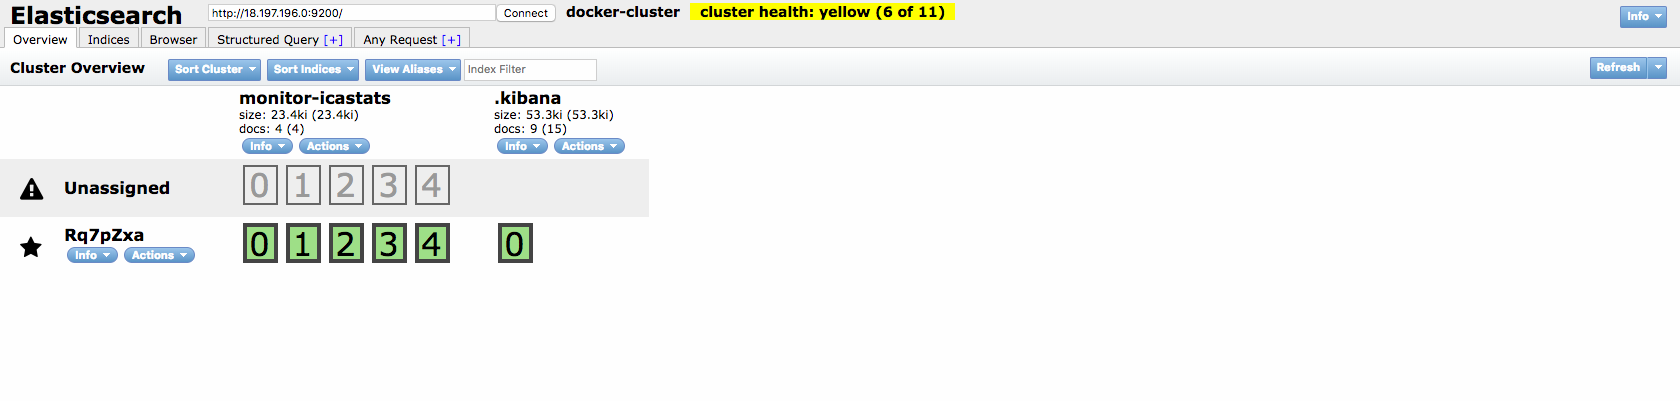 Elasticsearch http://18.197.196.0:9200/ Connect docker-cluster cluster health: yellow (6 of 11) Info
Overview Indices Browser Structured Query [+] Any Request [+]
Cluster Overview Sort Cluster Sort Indices View Aliases Index Filter Refresh
monitor-icastats .kibana
size: 23.4ki (23.4ki) size: 53.3ki (53.3ki)
docs: 4 (4) docs: 9 (15)
Info Actions Info Actions
Unassigned 0 1 2 3 4
Rq7pZxa 0 1 2 3 4 0
Info Actions